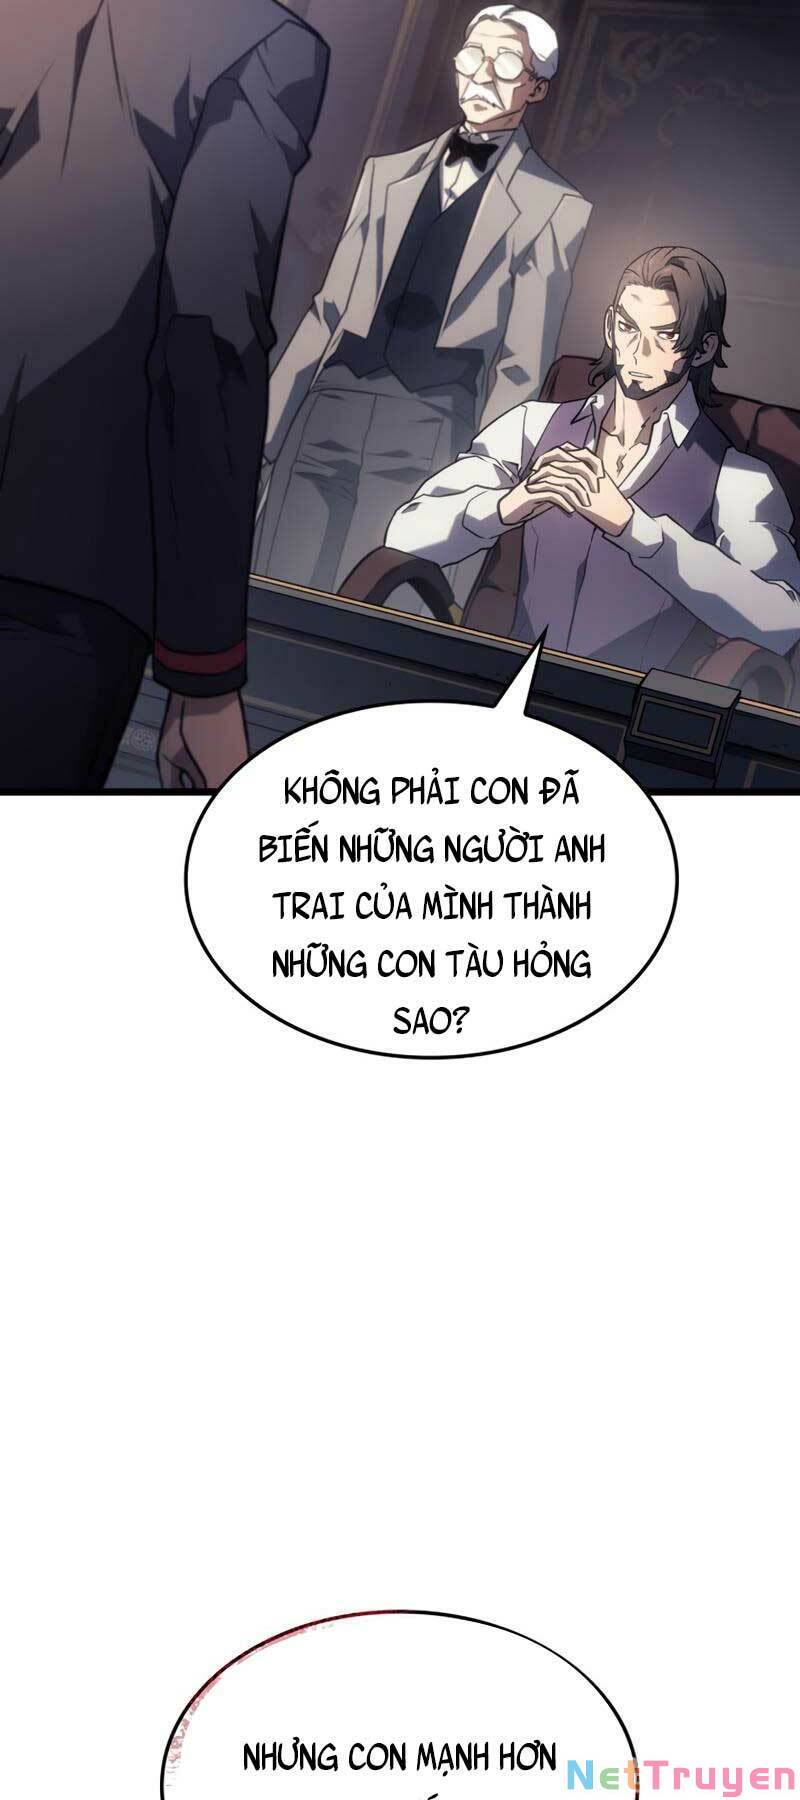 KHÔNG PHẢI CON ĐÃ
BIẾN NHỮNG NGƯỜI ANH
TRAI CỦA MÌNH THÀNH
NHỮNG CON TÀU HỎNG
SAO?
NHƯNG CON MẠNH HƠN
NetTruyen